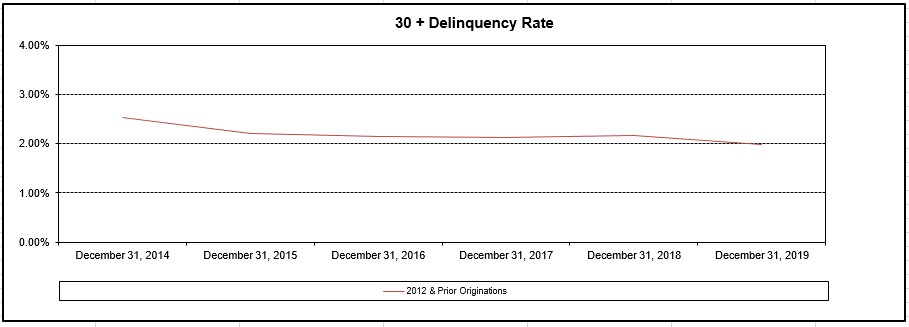 30 + Delinquency Rate
4.00%
3.00%
2.00%
1.00%
0.00%
December 31, 2014 December 31, 2015 December 31, 2016 December 31, 2017 December 31, 2018 December 31, 2019
2012 & Prior Originations